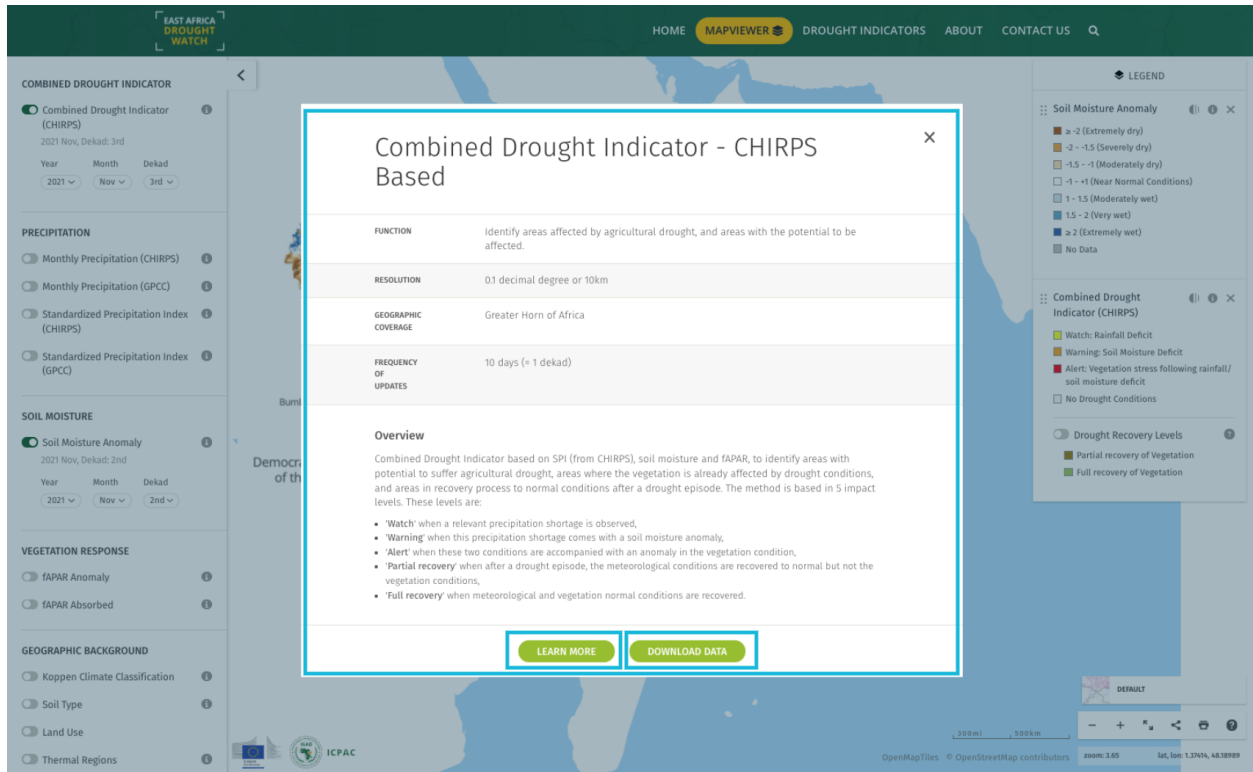 EAST AFRICA
DROUGHT
WATCH
HOME
MAPVIEWER
DROUGHT INDICATORS
ABOUT
CONTACT US
COMBINED DROUGHT INDICATOR
Combined Drought Indicator
(CHIRPS)
2021 Nov, Dekad: 3rd
Year Month Dekad
2021 Nov 3rd
PRECIPITATION
Monthly Precipitation (CHIRPS)
Monthly Precipitation (GPCC)
Standardized Precipitation Index
(CHIRPS)
Standardized Precipitation Index
(GPCC)
SOIL MOISTURE
Soil Moisture Anomaly
2021 Nov, Dekad: 2nd
Year Month Dekad
2021 Nov 2nd
VEGETATION RESPONSE
fAPAR Anomaly
fAPAR Absorbed
GEOGRAPHIC BACKGROUND
Koppen Climate Classification
Soil Type
Land Use
Thermal Regions
Bumb
Democra
of th
Combined Drought Indicator - CHIRPS
Based
FUNCTION
Identify areas affected by agricultural drought, and areas with the potential to be
affected.
RESOLUTION
0.1 decimal degree or 10km
GEOGRAPHIC
COVERAGE
Greater Horn of Africa
FREQUENCY
OF
UPDATES
10 days (= 1 dekad)
Overview
Combined Drought Indicator based on SPI (from CHIRPS), soil moisture and fAPAR, to identify areas with
potential to suffer agricultural drought, areas where the vegetation is already affected by drought conditions,
and areas in recovery process to normal conditions after a drought episode. The method is based in 5 impact
levels. These levels are:
• 'Watch' when a relevant precipitation shortage is observed,
• 'Warning' when this precipitation shortage comes with a soil moisture anomaly,
• 'Alert' when these two conditions are accompanied with an anomaly in the vegetation condition,
• 'Partial recovery' when after a drought episode, the meteorological conditions are recovered to normal but not the
vegetation conditions,
• 'Full recovery' when meteorological and vegetation normal conditions are recovered.
LEARN MORE
DOWNLOAD DATA
LEGEND
Soil Moisture Anomaly
≥ -2 (Extremely dry)
-2 - -1.5 (Severely dry)
-1.5 - -1 (Moderately dry)
-1 - +1 (Near Normal Conditions)
1 - 1.5 (Moderately wet)
1.5 - 2 (Very wet)
≥ 2 (Extremely wet)
No Data
Combined Drought
Indicator (CHIRPS)
Watch: Rainfall Deficit
Warning: Soil Moisture Deficit
Alert: Vegetation stress following rainfall/
soil moisture deficit
No Drought Conditions
Drought Recovery Levels
Partial recovery of Vegetation
Full recovery of Vegetation
DEFAULT
300mi
500km
ICPAC
OpenMapTiles © OpenStreetMap contributors
zoom: 3.65
lat, lon: 1.37414, 48.18989